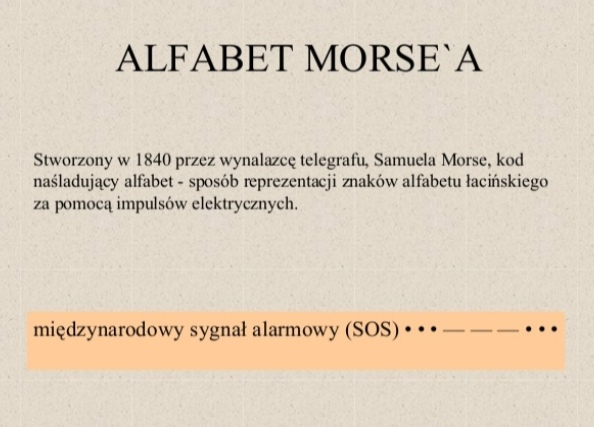 ALFABET MORSE`A
Stworzony w 1840 przez wynalazcę telegrafu, Samuela Morse, kod
naśladujący alfabet - sposób reprezentacji znaków alfabetu łacińskiego
za pomocą impulsów elektrycznych.
międzynarodowy sygnał alarmowy (SOS) • • • — — — • • •